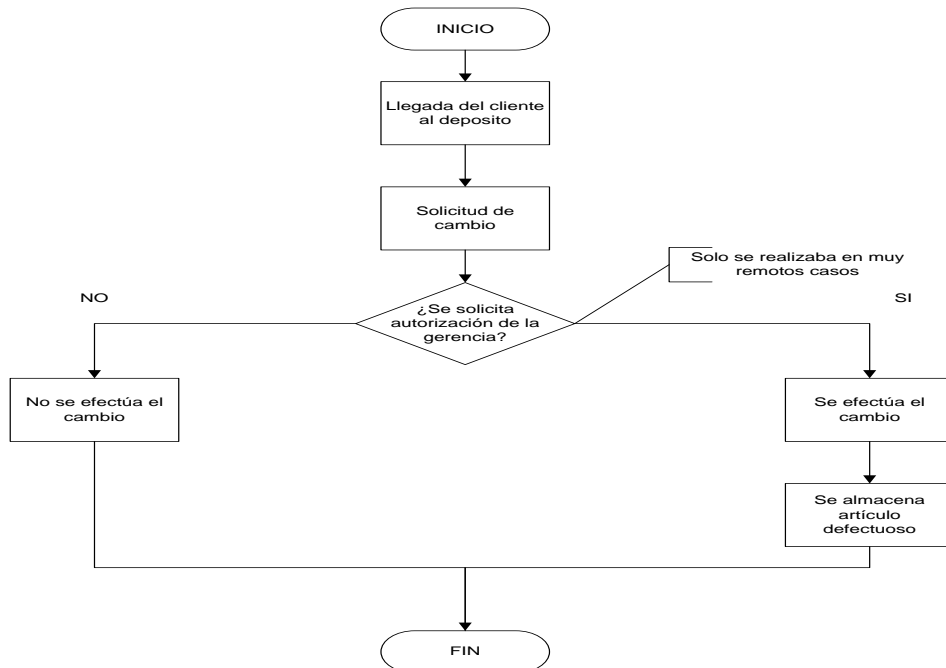 INICIO
Llegada del cliente
al deposito
Solicitud de
cambio
Solo se realizaba en muy
remotos casos
NO
SI
¿Se solicita
autorización de la
gerencia?
No se efectúa el
cambio
Se efectúa el
cambio
Se almacena
artículo
defectuoso
FIN